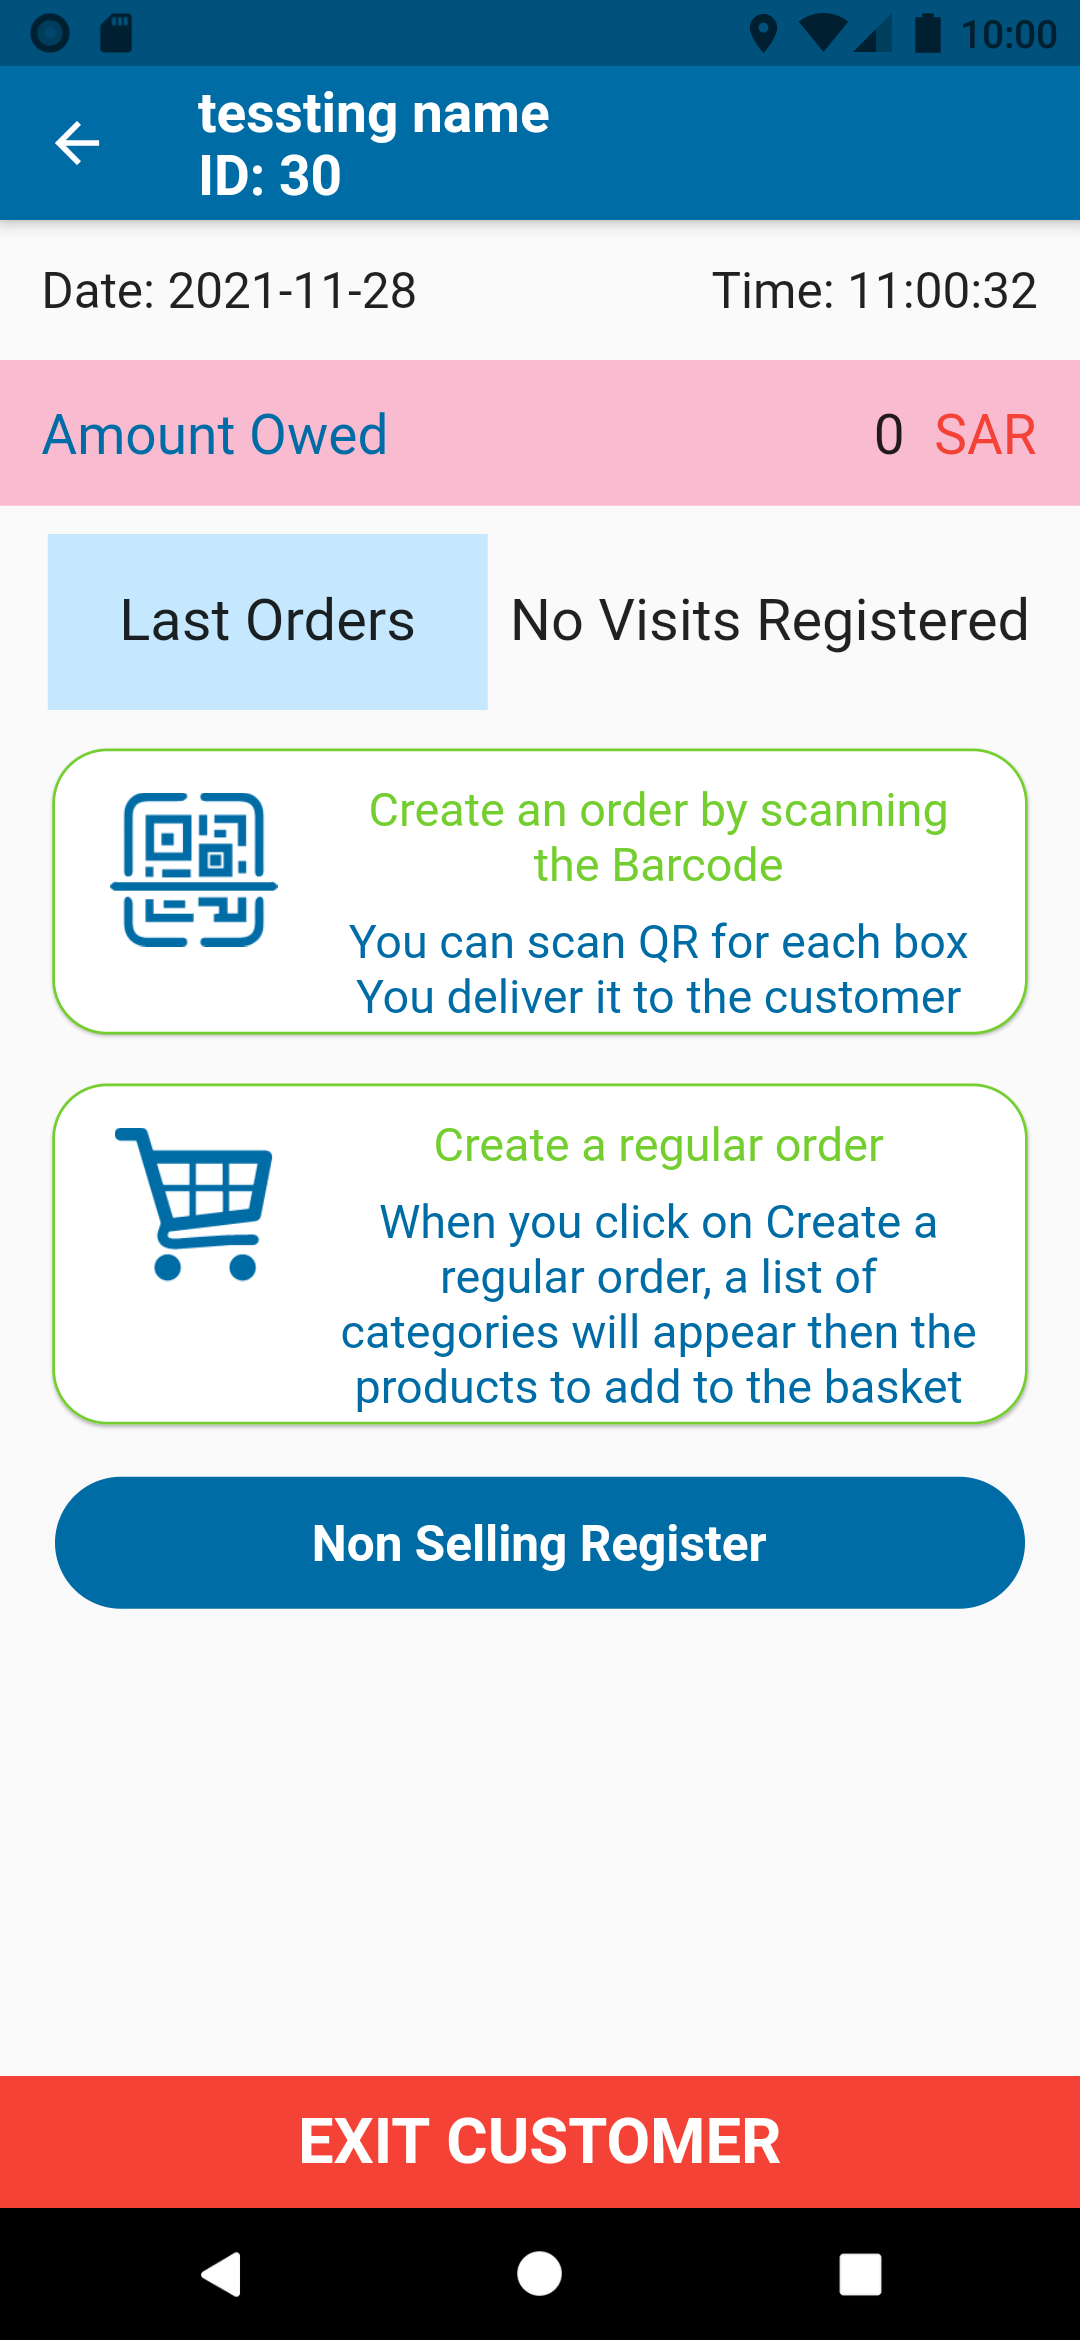 10:00
tessting name
ID: 30
Date: 2021-11-28
Time: 11:00:32
Amount Owed
0 SAR
Last Orders
No Visits Registered
Create an order by scanning
the Barcode
You can scan QR for each box
You deliver it to the customer
Create a regular order
When you click on Create a
regular order, a list of
categories will appear then the
products to add to the basket
Non Selling Register
EXIT CUSTOMER